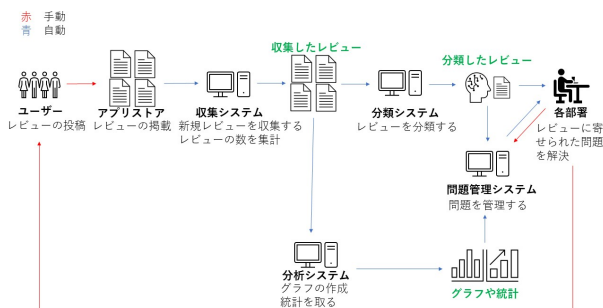 赤 手動
青 自動
収集したレビュー
分類したレビュー
ユーザー
レビューの投稿
アプリストア
レビューの掲載
収集システム
新規レビューを収集する
レビューの数を集計
分類システム
レビューを分類する
各部署
レビューに寄
せられた問題
を解決
問題管理システム
問題を管理する
分析システム
グラフの作成
統計を取る
グラフや統計